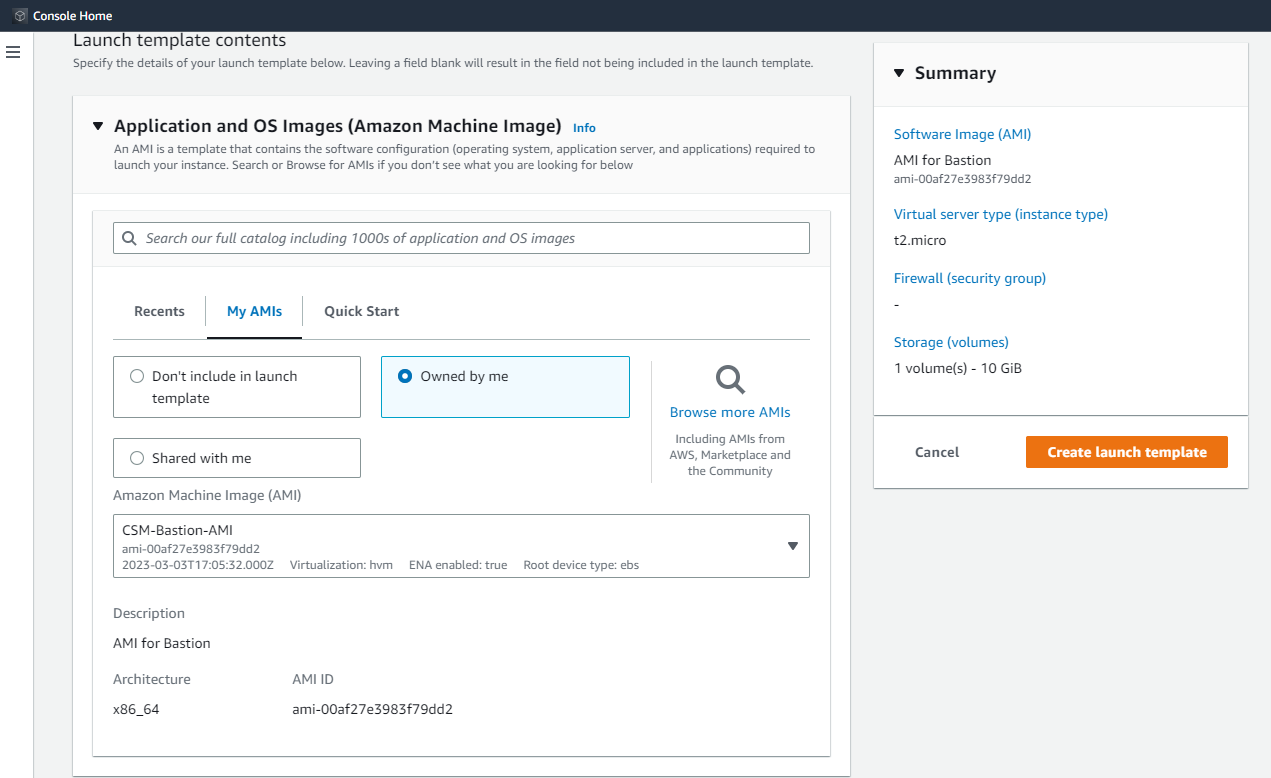 Console Home
Launch template contents
Specify the details of your launch template below. Leaving a field blank will result in the field not being included in the launch template.
Application and OS Images (Amazon Machine Image) Info
An AMI is a template that contains the software configuration (operating system, application server, and applications) required to
launch your instance. Search or Browse for AMIs if you don't see what you are looking for below
Search our full catalog including 1000s of application and OS images
Recents My AMIs Quick Start
Don't include in launch
template
Owned by me
Shared with me
Browse more AMIs
Including AMIs from
AWS, Marketplace and
the Community
Amazon Machine Image (AMI)
CSM-Bastion-AMI
ami-00af27e3983f79dd2
2023-03-03T17:05:32.000Z Virtualization: hvm ENA enabled: true Root device type: ebs
Description
AMI for Bastion
Architecture AMI ID
x86_64 ami-00af27e3983f79dd2
Summary
Software Image (AMI)
AMI for Bastion
ami-00af27e3983f79dd2
Virtual server type (instance type)
t2.micro
Firewall (security group)
-
Storage (volumes)
1 volume(s) - 10 GiB
Cancel Create launch template